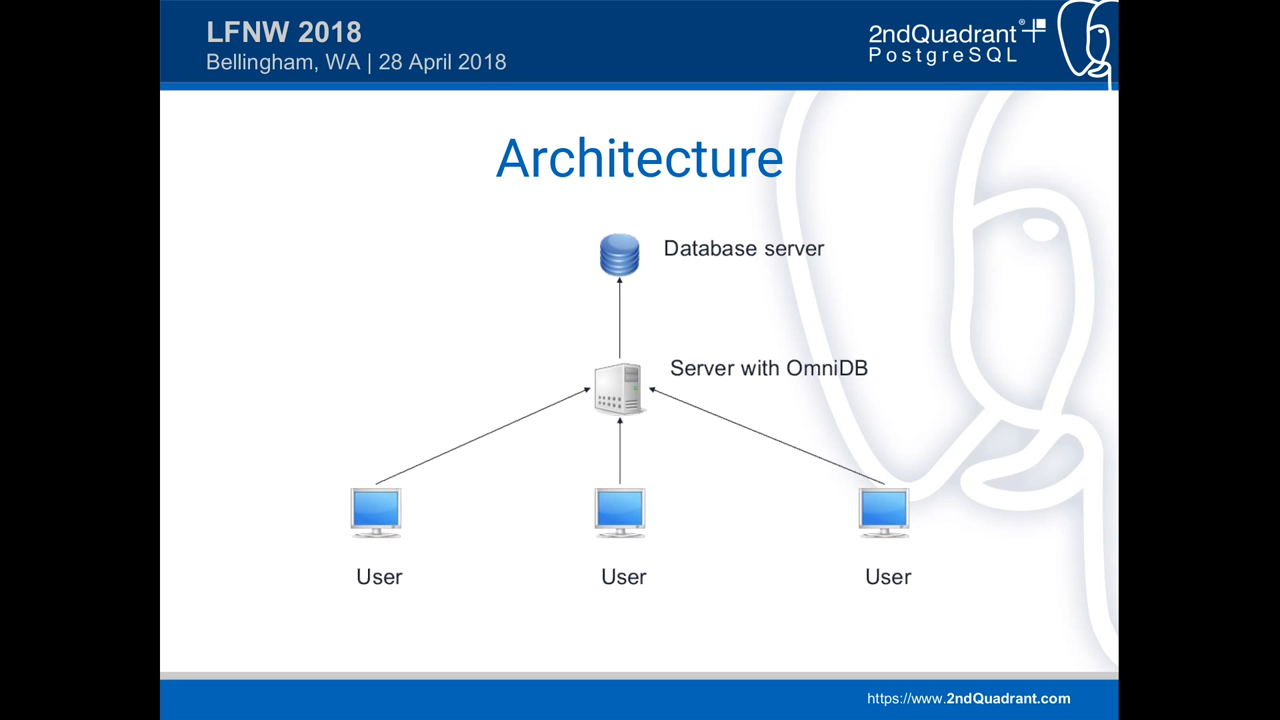 LFNW 2018
Bellingham, WA | 28 April 2018
2ndQuadrant®
PostgreSQL
Architecture
Database server
Server with OmniDB
User
User
User
https://www.2ndQuadrant.com